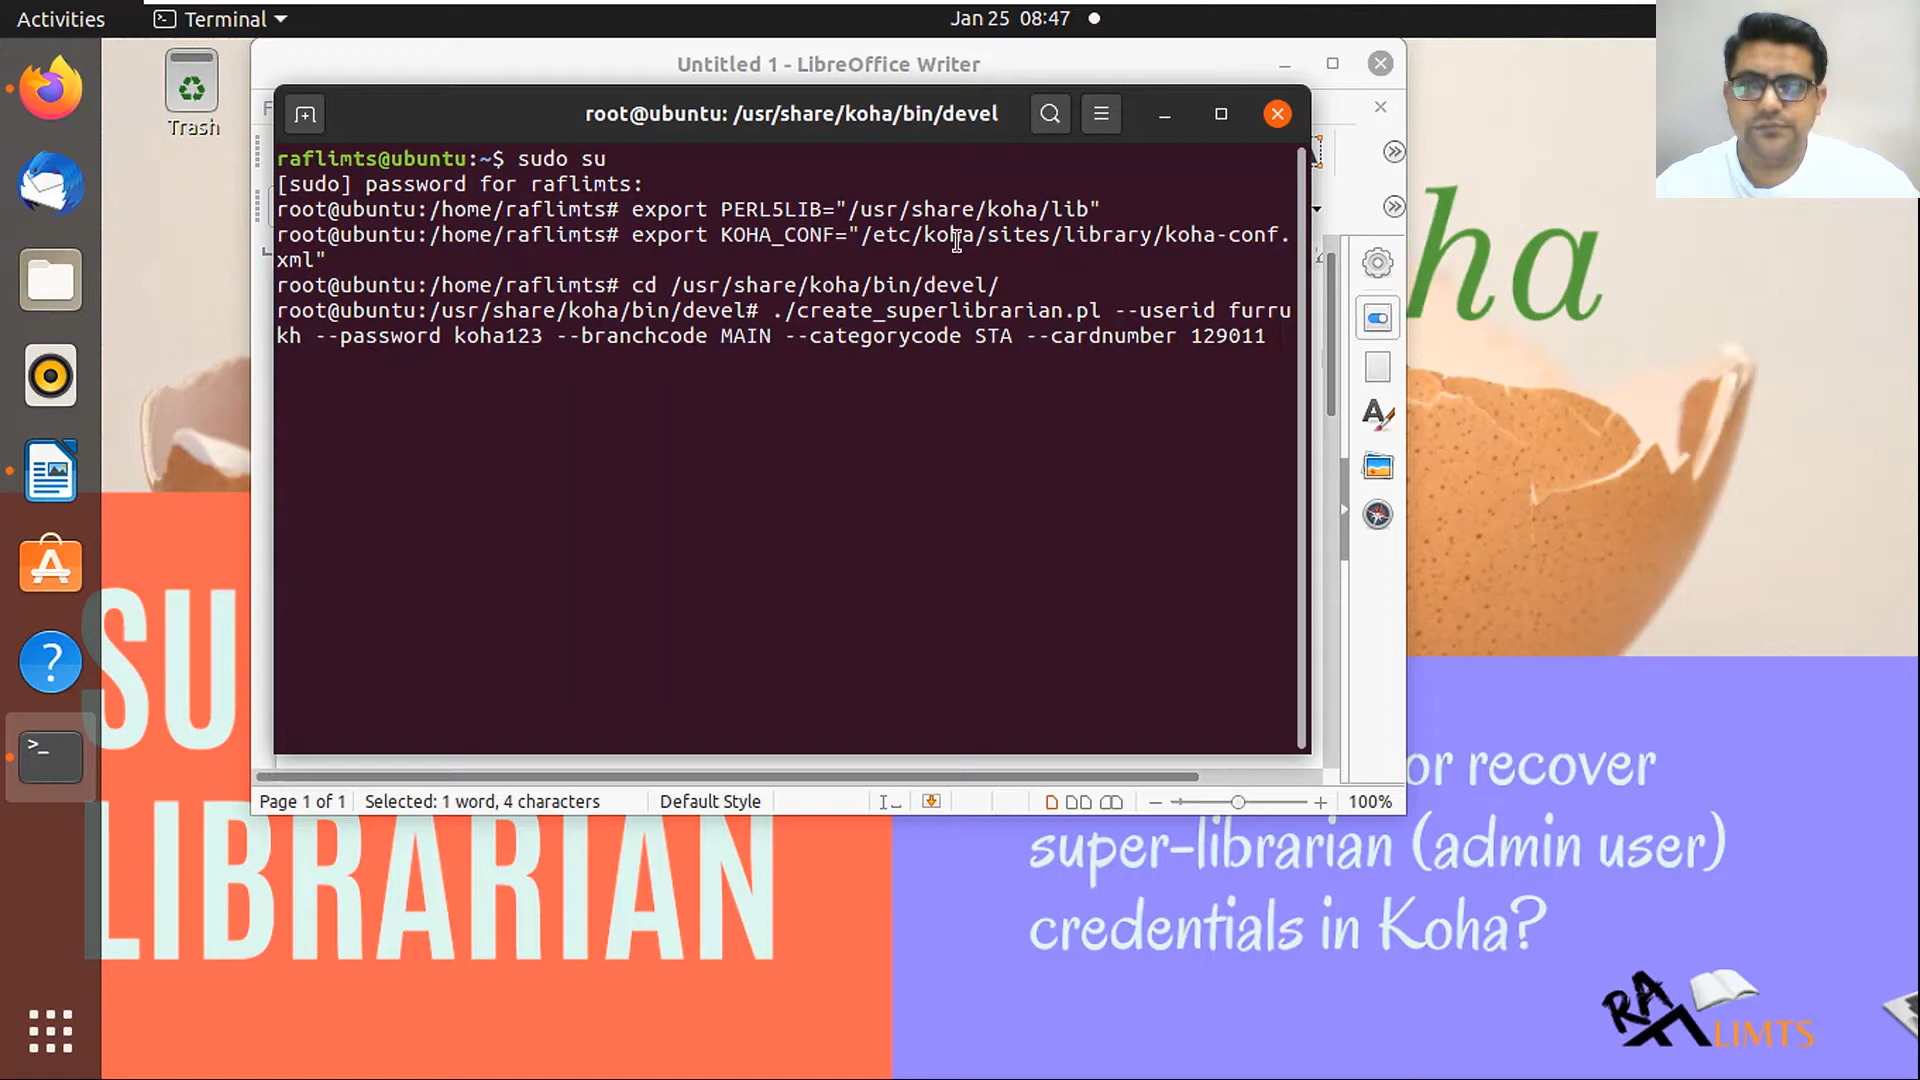 Activities
Terminal
Jan 25 08:47
Untitled 1 - LibreOffice Writer
Trash
root@ubuntu: /usr/share/koha/bin/devel
raflimts@ubuntu:~$ sudo su
[sudo] password for raflimts:
root@ubuntu:/home/raflimts# export PERL5LIB="/usr/share/koha/lib"
root@ubuntu:/home/raflimts# export KOHA_CONF="/etc/koha/sites/library/koha-conf.
xml"
root@ubuntu:/home/raflimts# cd /usr/share/koha/bin/devel/
root@ubuntu:/usr/share/koha/bin/devel# ./create_superlibrarian.pl --userid furru
kh --password koha123 --branchcode MAIN --categorycode STA --cardnumber 129011
ha
Page 1 of 1
Selected: 1 word, 4 characters
Default Style
100%
SU
LIBRARIAN
or recover
super-librarian (admin user)
credentials in Koha?
RA
LIMTS